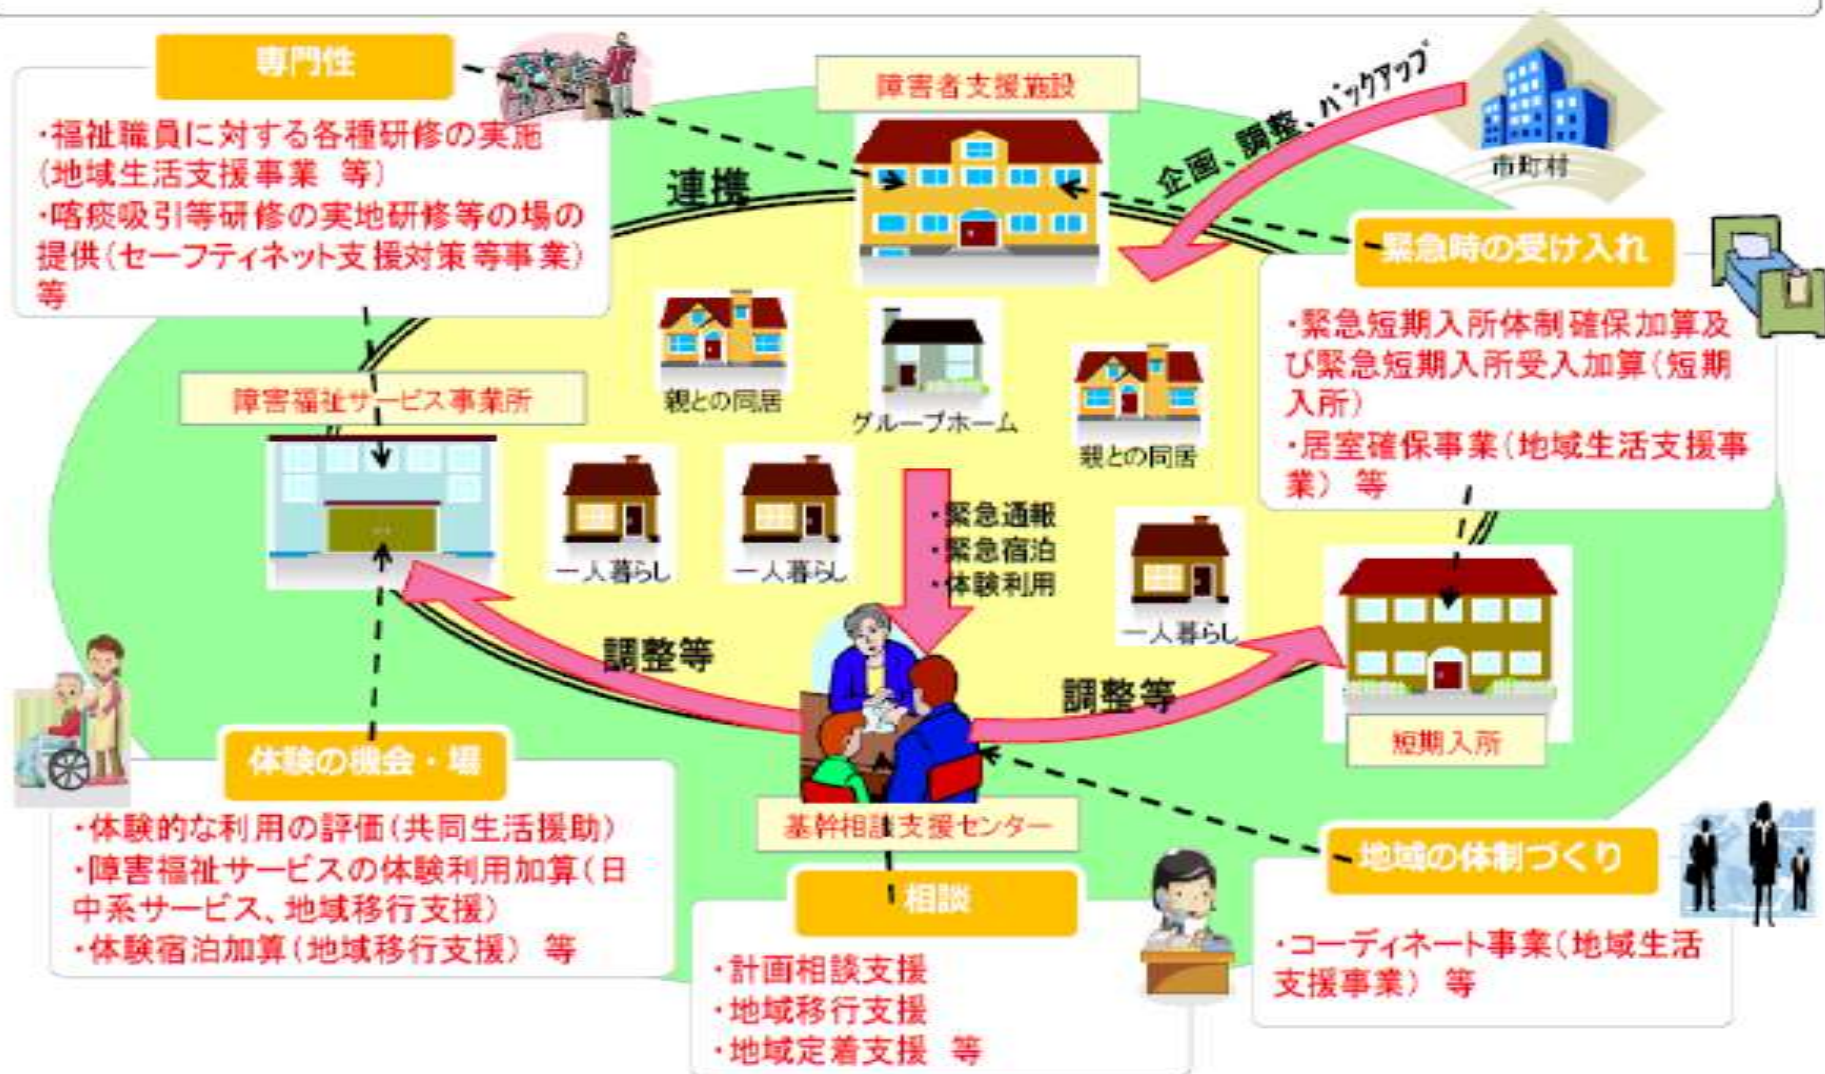 専門性
・福祉職員に対する各種研修の実施
(地域生活支援事業 等)
・喀痰吸引等研修の実地研修等の場の
提供(セーフティネット支援対策等事業)
等
障害者支援施設
連携
企画、調整、バックアップ
市町村
緊急時の受け入れ
・緊急短期入所体制確保加算及
び緊急短期入所受入加算(短期
入所)
・居室確保事業(地域生活支援事
業) 等
障害福祉サービス事業所
親との同居
グループホーム
親との同居
一人暮らし
一人暮らし
・緊急通報
・緊急宿泊
・体験利用
一人暮らし
調整等
調整等
短期入所
基幹相談支援センター
体験の機会・場
・体験的な利用の評価(共同生活援助)
・障害福祉サービスの体験利用加算(日
中系サービス、地域移行支援)
・体験宿泊加算(地域移行支援) 等
相談
・計画相談支援
・地域移行支援
・地域定着支援 等
地域の体制づくり
・コーディネート事業(地域生活
支援事業) 等